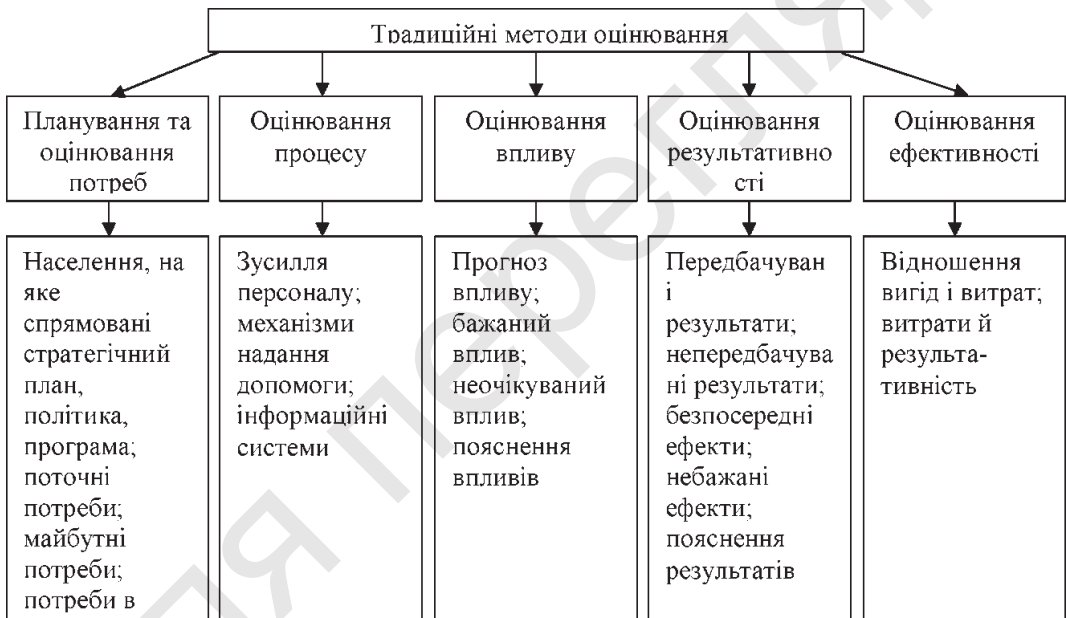 Традиційні методи оцінювання
Планування та
оцінювання
потреб
Оцінювання
процесу
Оцінювання
впливу
Оцінювання
результативно
сті
Оцінювання
ефективності
Населення, на
яке
спрямовані
стратегічний
план,
політика,
програма;
поточні
потреби;
майбутні
потреби;
потреби в
Зусилля
персоналу;
механізми
надання
допомоги;
інформаційні
системи
Прогноз
впливу;
бажаний
вплив;
неочікуваний
вплив;
пояснення
впливів
Передбачуван
і
результати;
непередбачува
ні результати;
безпосередні
ефекти;
небажані
ефекти;
пояснення
результатів
Відношення
вигід і витрат;
витрати й
результа-
тивність